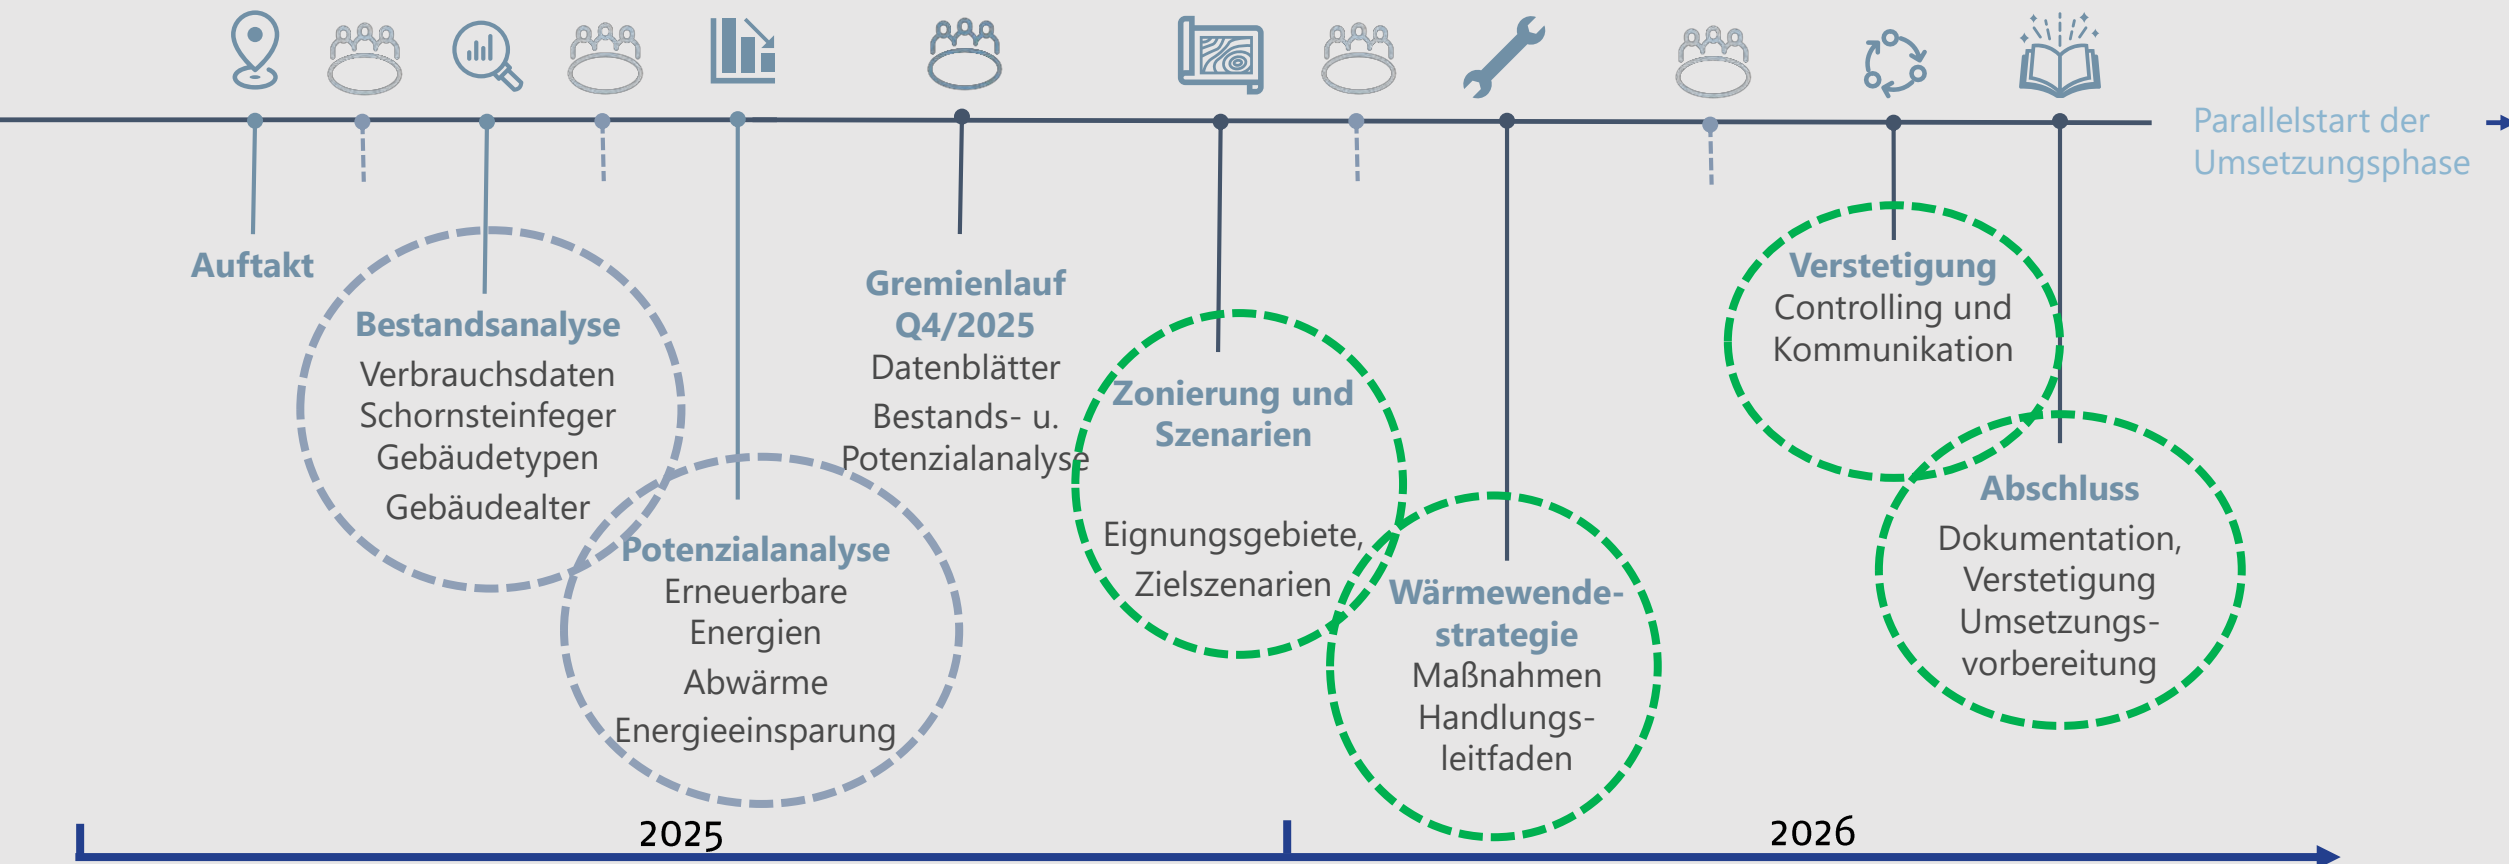 Parallelstart der
Umsetzungsphase
Auftakt
Bestandsanalyse
Verbrauchsdaten
Schornsteinfeger
Gebäudetypen
Gebäudealter
Potenzialanalyse
Erneuerbare
Energien
Abwärme
Energieeinsparung
Gremienlauf
Q4/2025
Datenblätter
Bestands- u.
Potenzialanalyse
Zonierung und
Szenarien
Eignungsgebiete,
Zielszenarien
Wärmewende-
strategie
Maßnahmen
Handlungs-
leitfaden
Verstetigung
Controlling und
Kommunikation
Abschluss
Dokumentation,
Verstetigung
Umsetzungs-
vorbereitung
2025
2026